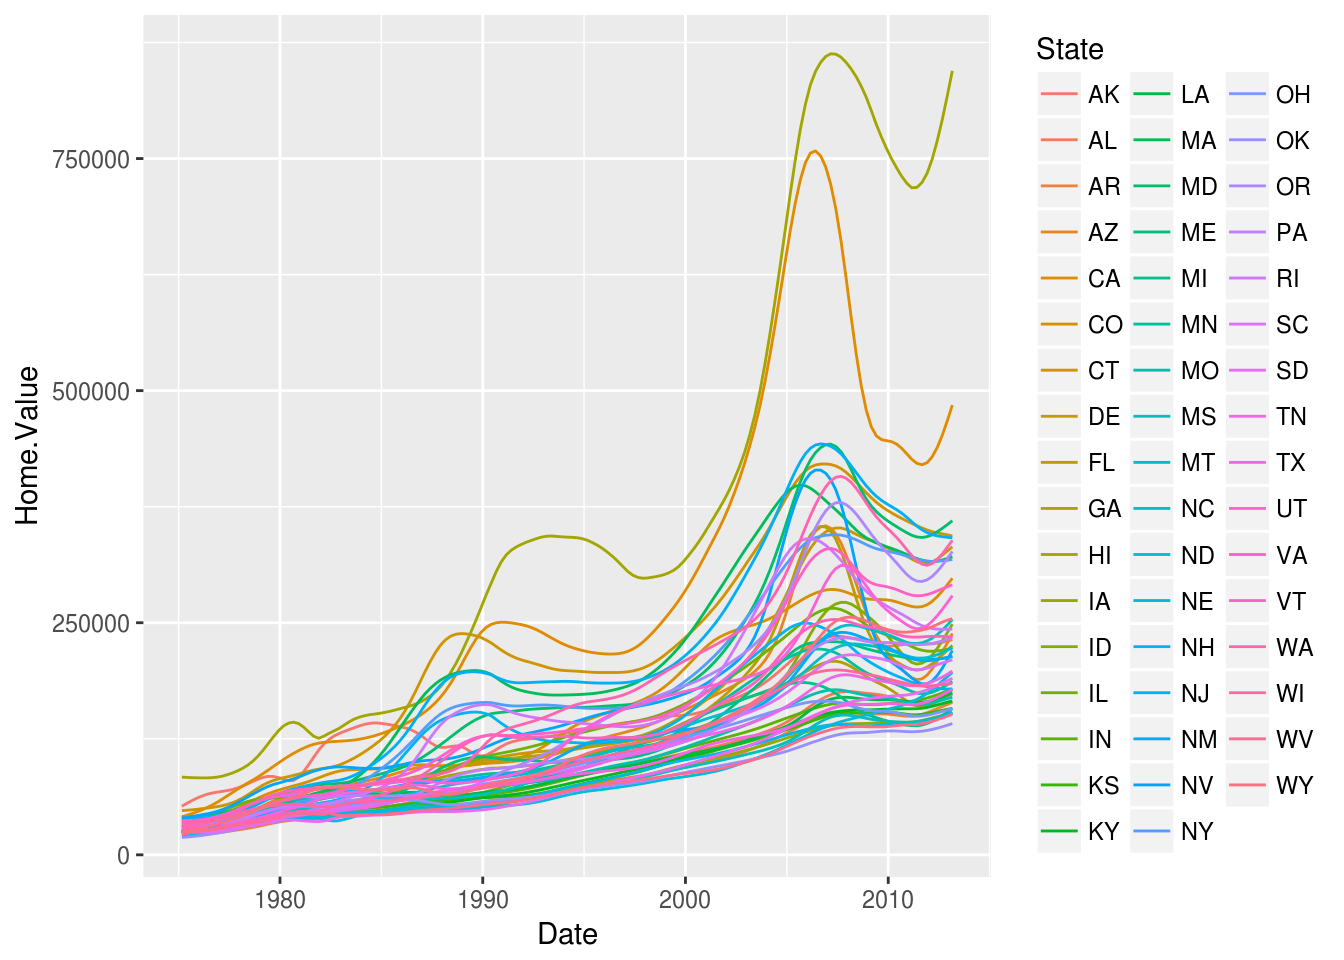 State
AK LA OH
AL MA OK
AR MD OR
AZ ME PA
CA MI RI
CO MN SC
CT MO SD
DE MS TN
FL MT TX
GA NC UT
HI ND VA
IA NE VT
ID NH WA
IL NJ WI
IN NM WV
KS NV WY
KY NY
750000
500000
250000
0
Home.Value
1980 1990 2000 2010
Date